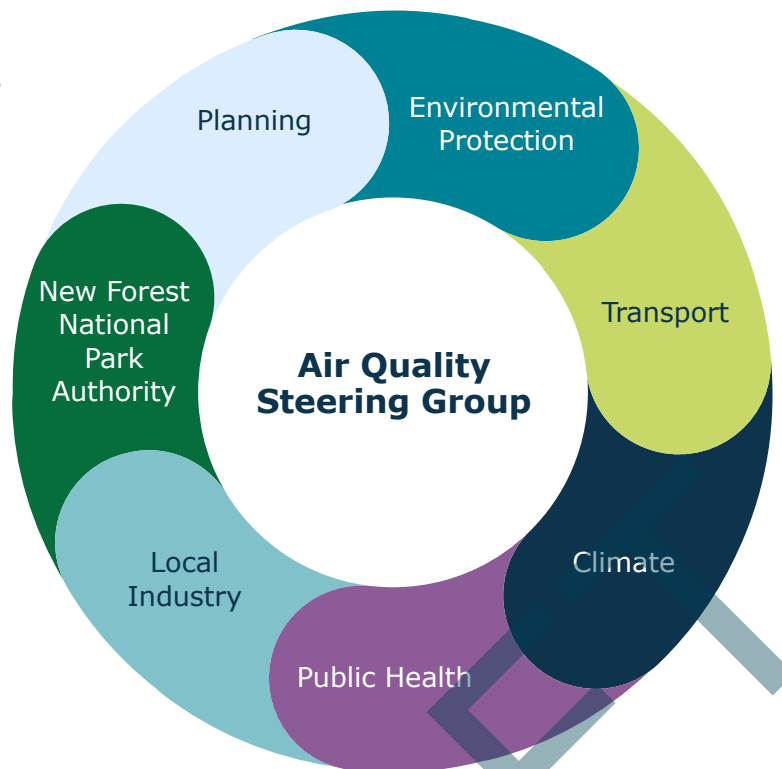 Planning
Environmental
Protection
Transport
Climate
Public Health
Local
Industry
New Forest
National
Park
Authority
Air Quality
Steering Group